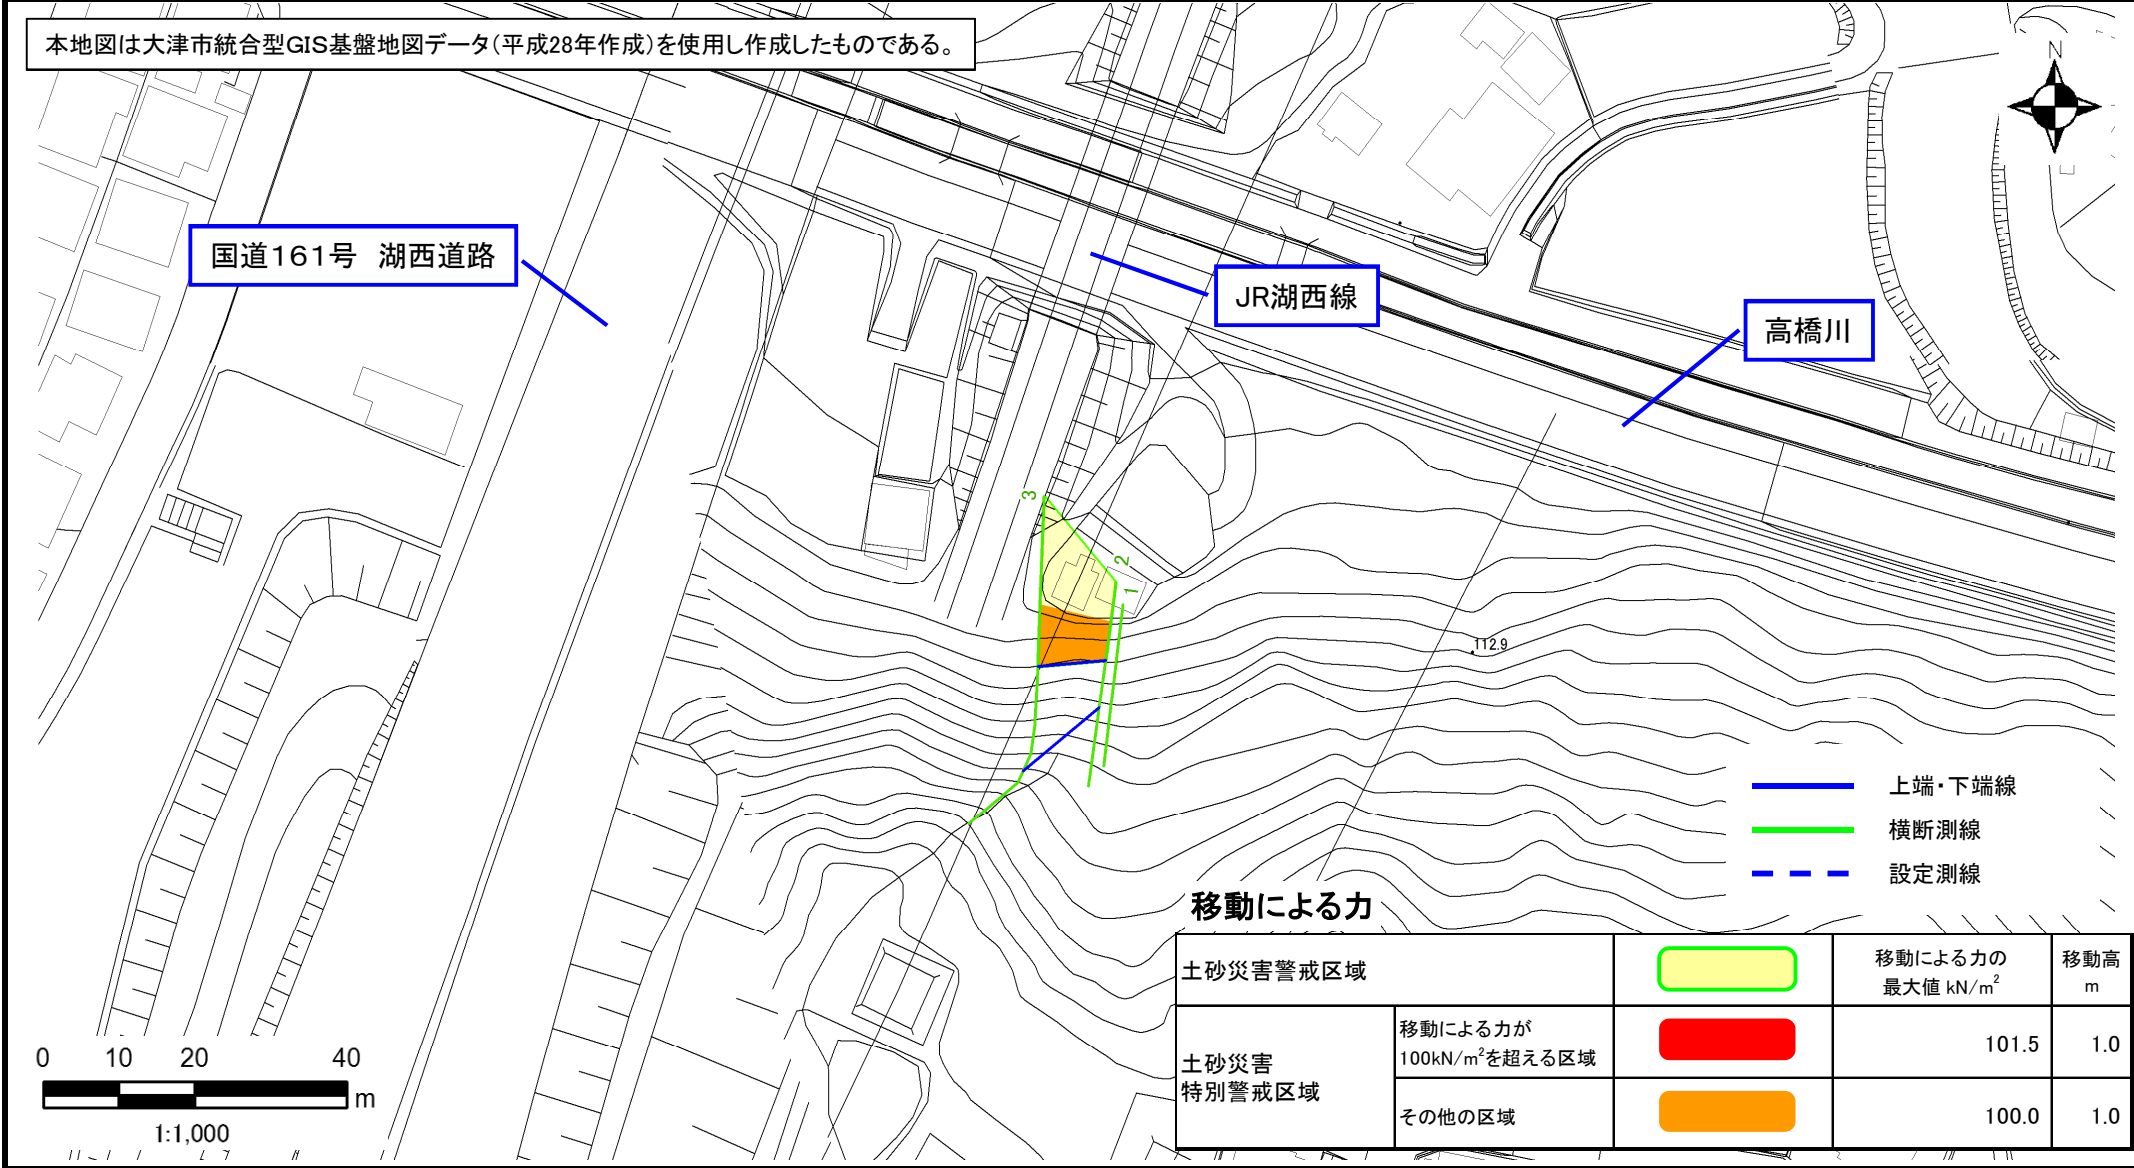 本地図は大津市統合型GIS基盤地図データ(平成28年作成)を使用し作成したものである。
N
国道161号　湖西道路
JR湖西線
高橋川
3
2
1
112.9
上端・下端線
横断測線
設定測線
移動による力
土砂災害警戒区域
移動による力の
最大値 kN/m²
移動高
m
土砂災害
特別警戒区域
移動による力が
100kN/m²を超える区域
101.5
1.0
その他の区域
100.0
1.0
0 10 20 40
m
1:1,000